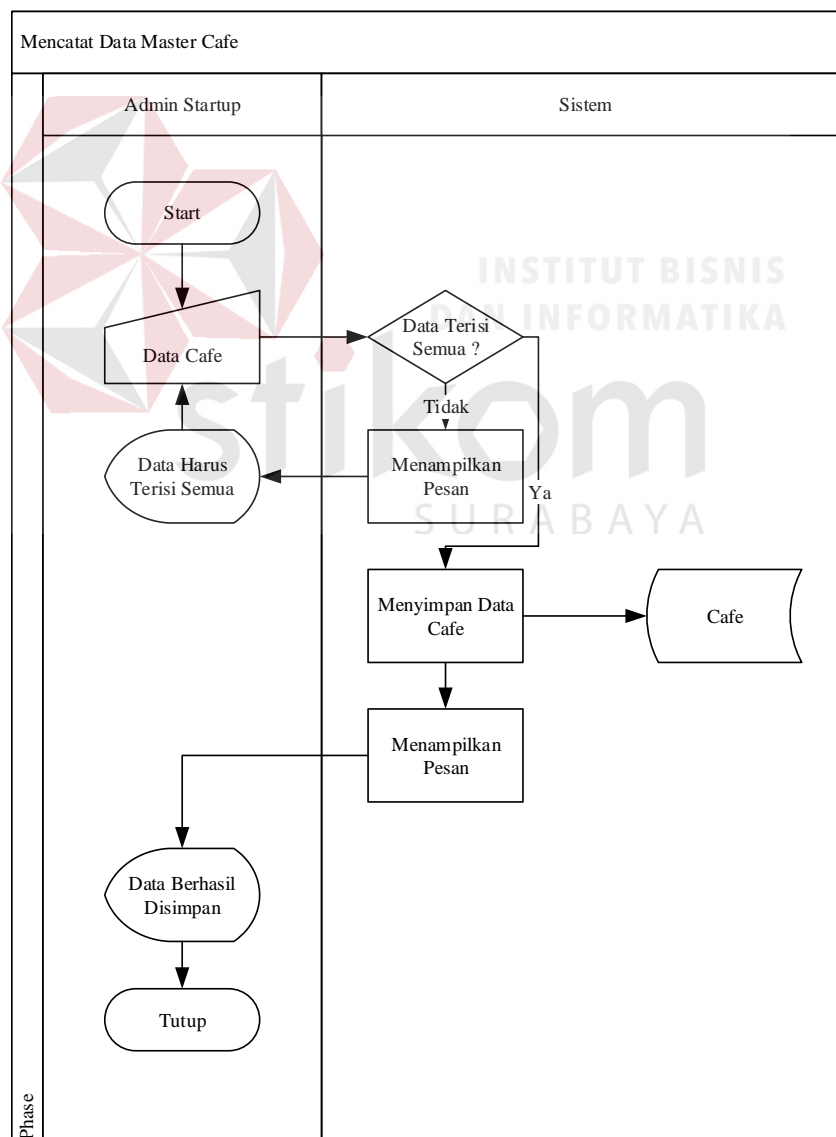 Mencatat Data Master Cafe
Admin Startup
Sistem
Start
INSTITUT BISNIS
DAN INFORMATIKA
Data Cafe
Data Terisi
Semua ?
stikom
Tidak
Data Harus
Terisi Semua
Menampilkan
Pesan
Ya
SURABAYA
Menyimpan Data
Cafe
Cafe
Menampilkan
Pesan
Data Berhasil
Disimpan
Tutup
Phase